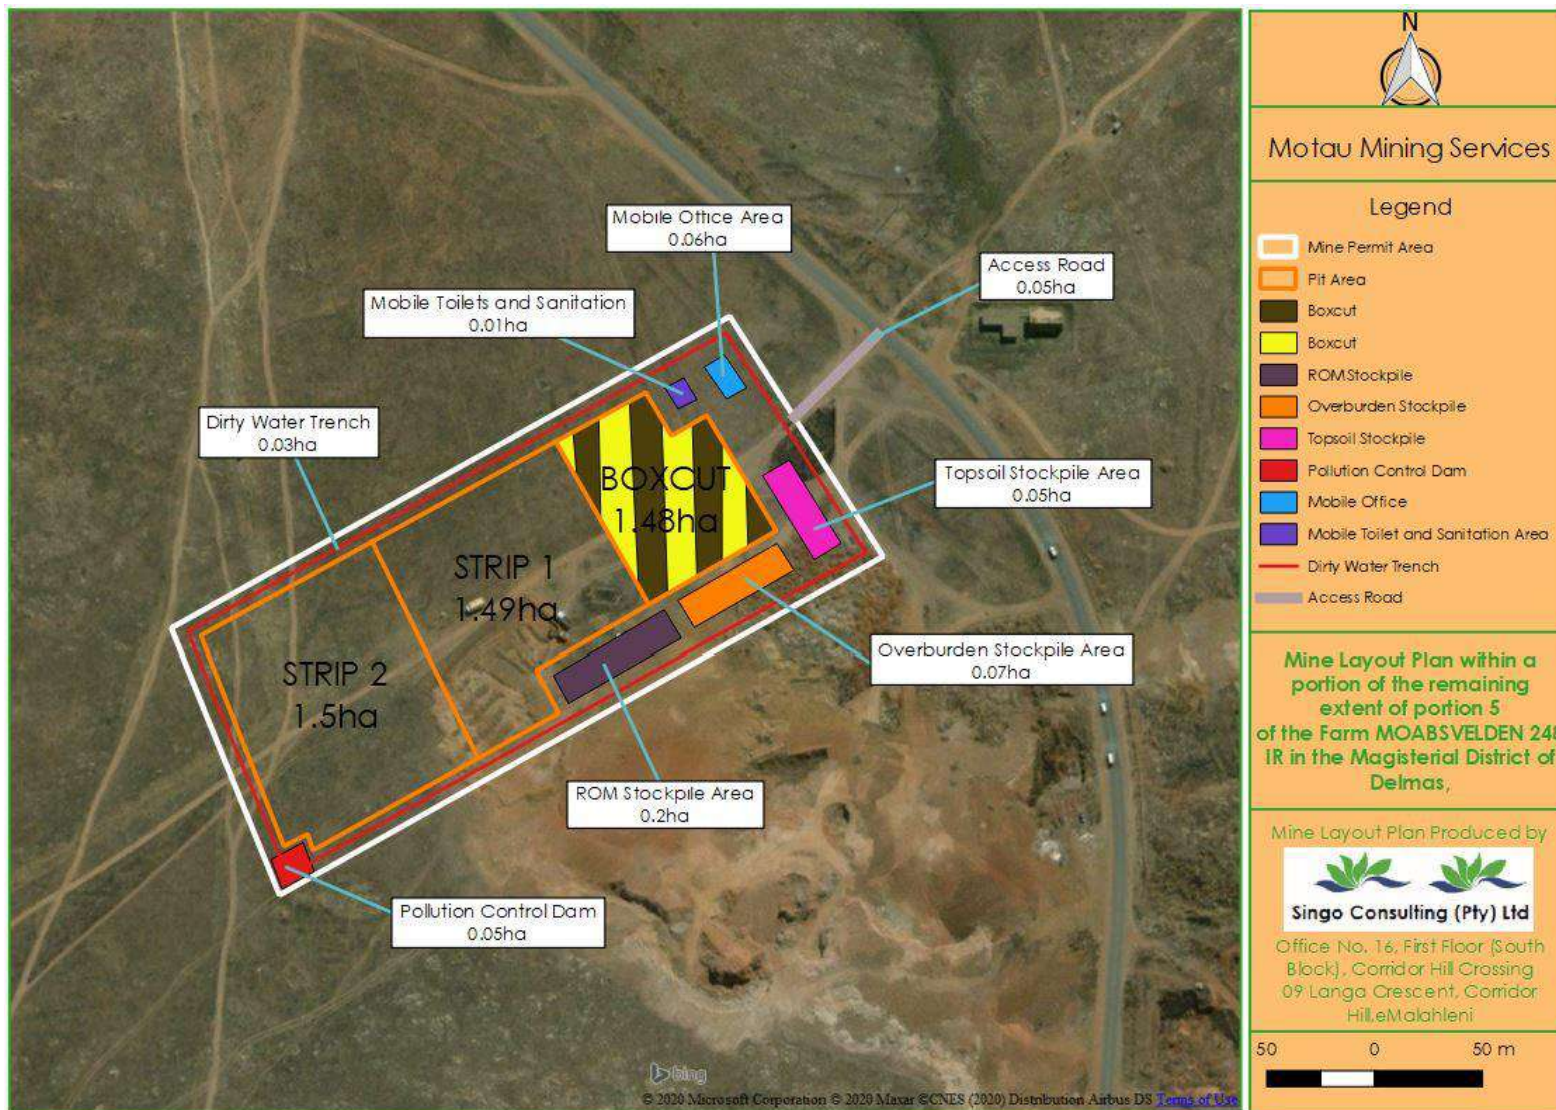 Mobile Office Area
0.06ha
Access Road
0.05ha
Mobile Toilets and Sanitation
0.01ha
Dirty Water Trench
0.03ha
BOXCUT
1.48ha
Topsoil Stockpile Area
0.05ha
STRIP 1
1.49ha
STRIP 2
1.5ha
Overburden Stockpile Area
0.07ha
ROM Stockpile Area
0.2ha
Pollution Control Dam
0.05ha
bing
© 2020 Microsoft Corporation © 2020 Maxar ©CNES (2020) Distribution Airbus DS Terms of Use
N
Motau Mining Services
Legend
Mine Permit Area
Pit Area
Boxcut
Boxcut
ROM Stockpile
Overburden Stockpile
Topsoil Stockpile
Pollution Control Dam
Mobile Office
Mobile Toilet and Sanitation Area
Dirty Water Trench
Access Road
Mine Layout Plan within a
portion of the remaining
extent of portion 5
of the Farm MOABSVELDEN 248
IR in the Magisterial District of
Delmas,
Mine Layout Plan Produced by
Singo Consulting (Pty) Ltd
Office No. 16, First Floor (South
Block), Corridor Hill Crossing
09 Langa Crescent, Corridor
Hill,eMalahleni
50 0 50 m